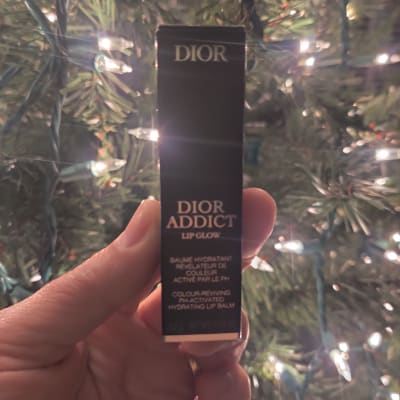 DIOR
DIOR
ADDICT
LIP GLOW
BAUME HYDRATANT
RÉVÉLATEUR DE
COULEUR
ACTIVÉ PAR LE PH
COLOUR-REVIVING
PH-ACTIVATED
HYDRATING LIP BALM